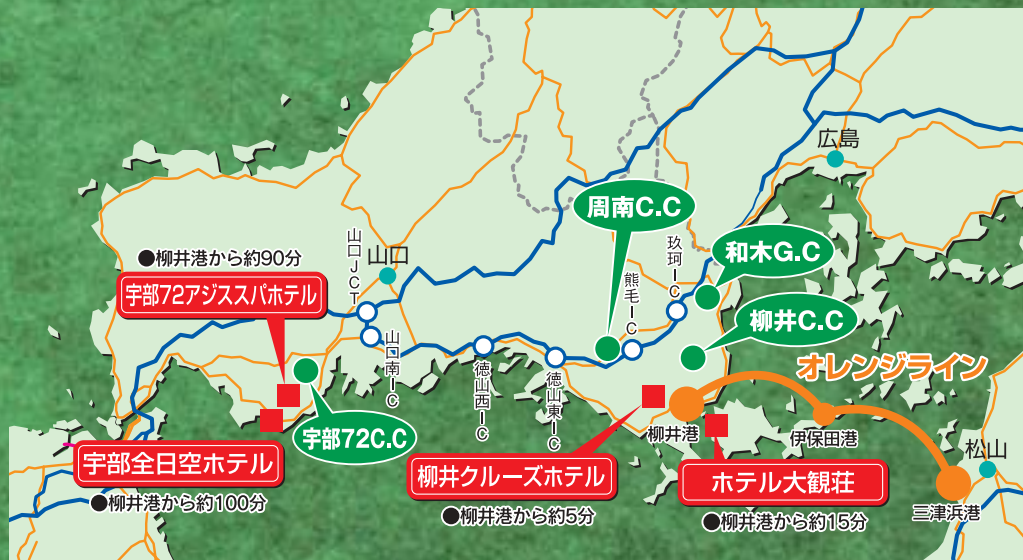 広島
周南C.C
玖珂IC
和木G.C
山口JCT
山口
●柳井港から約90分
宇部72アジススパホテル
熊毛IC
柳井C.C
山口南IC
徳山西IC
徳山東IC
オレンジライン
宇部72C.C
柳井港
伊保田港
松山
宇部全日空ホテル
柳井クルーズホテル
ホテル大観荘
●柳井港から約100分
●柳井港から約5分
●柳井港から約15分
三津浜港